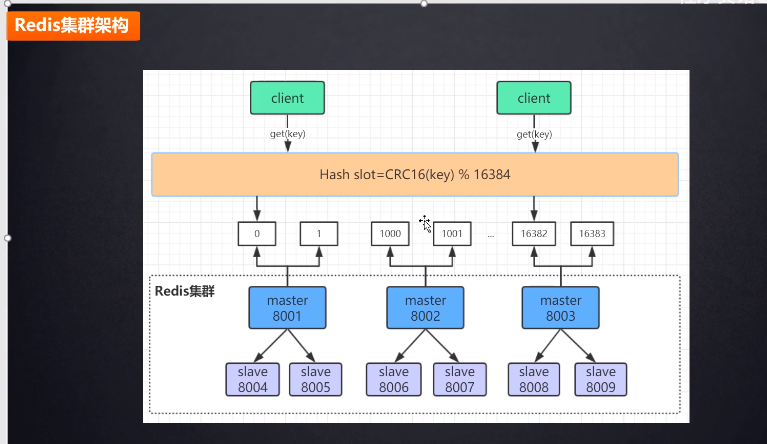 Redis集群架构
client
client
get(key)
get(key)
Hash slot=CRC16(key) % 16384
0
1
1000
1001
...
16382
16383
Redis集群
master
8001
master
8002
master
8003
slave
8004
slave
8005
slave
8006
slave
8007
slave
8008
slave
8009